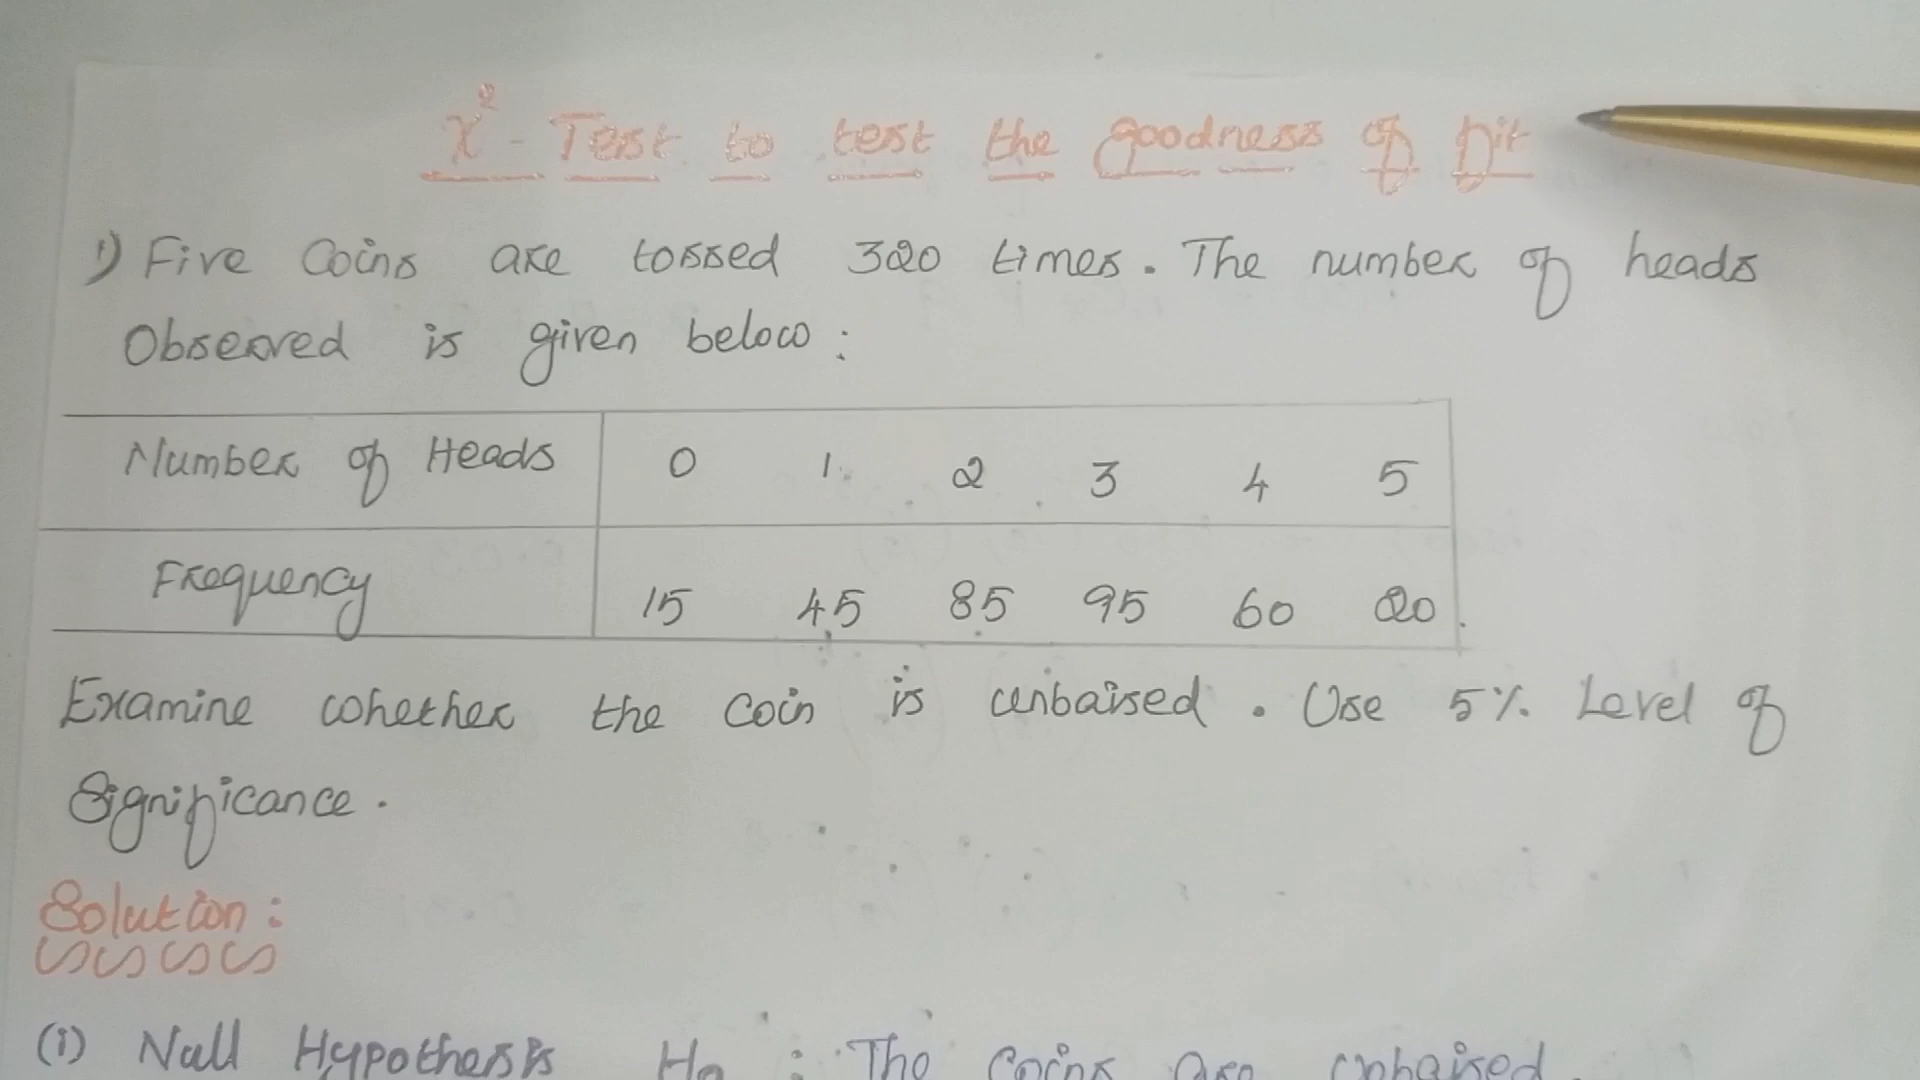 χ² - Test to test the goodness of fit
1) Five Coins are tossed 320 times. The number of heads
Observed is given below :
Number of Heads 0 1 2 3 4 5
Frequency 15 45 85 95 60 20
Examine whether the coin is unbaised. Use 5% Level of
Significance.
Solution :
(i) Null Hypothesis H₀ : The Coins are unbaised.